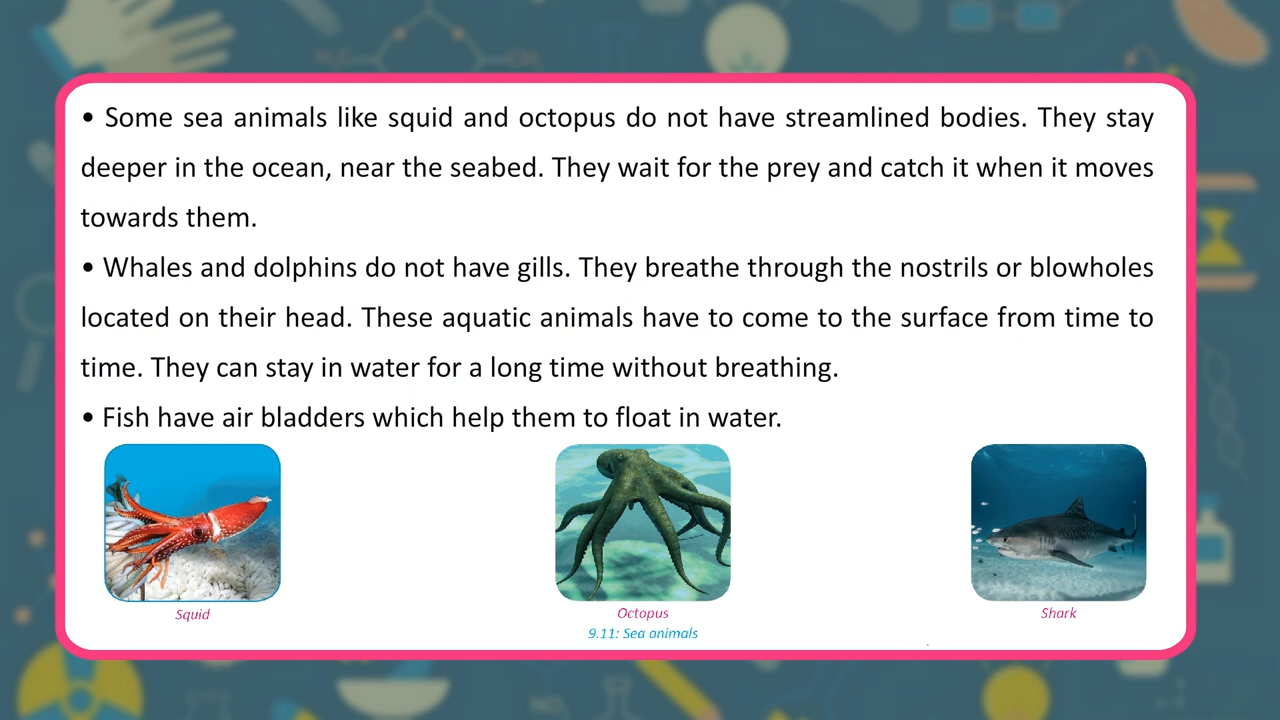 • Some sea animals like squid and octopus do not have streamlined bodies. They stay
deeper in the ocean, near the seabed. They wait for the prey and catch it when it moves
towards them.
• Whales and dolphins do not have gills. They breathe through the nostrils or blowholes
located on their head. These aquatic animals have to come to the surface from time to
time. They can stay in water for a long time without breathing.
• Fish have air bladders which help them to float in water.
Squid
Octopus
Shark
9.11: Sea animals